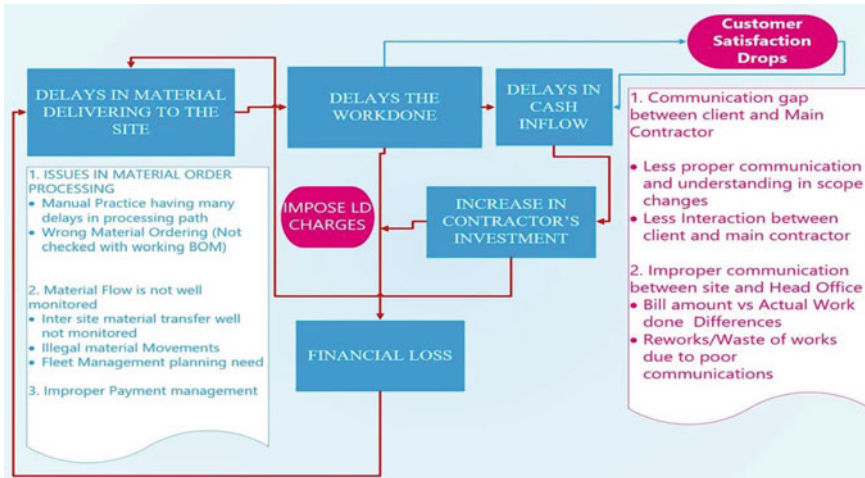 Customer
Satisfaction
Drops
DELAYS IN MATERIAL
DELIVERING TO THE
SITE
DELAYS THE
WORKDONE
DELAYS IN
CASH
INFLOW
1. ISSUES IN MATERIAL ORDER
PROCESSING
• Manual Practice having many
delays in processing path
• Wrong Material Ordering (Not
checked with working BOM)
2. Material Flow is not well
monitored
• Inter site material transfer well
not monitored
• Illegal material Movements
• Fleet Management planning need
3. Improper Payment management
IMPOSE LD
CHARGES
INCREASE IN
CONTRACTOR'S
INVESTMENT
FINANCIAL LOSS
1. Communication gap
between client and Main
Contractor
• Less proper communication
and understanding in scope
changes
• Less Interaction between
client and main contractor
2. Improper communication
between site and Head Office
• Bill amount vs Actual Work
done Differences
• Reworks/Waste of works
due to poor
communications